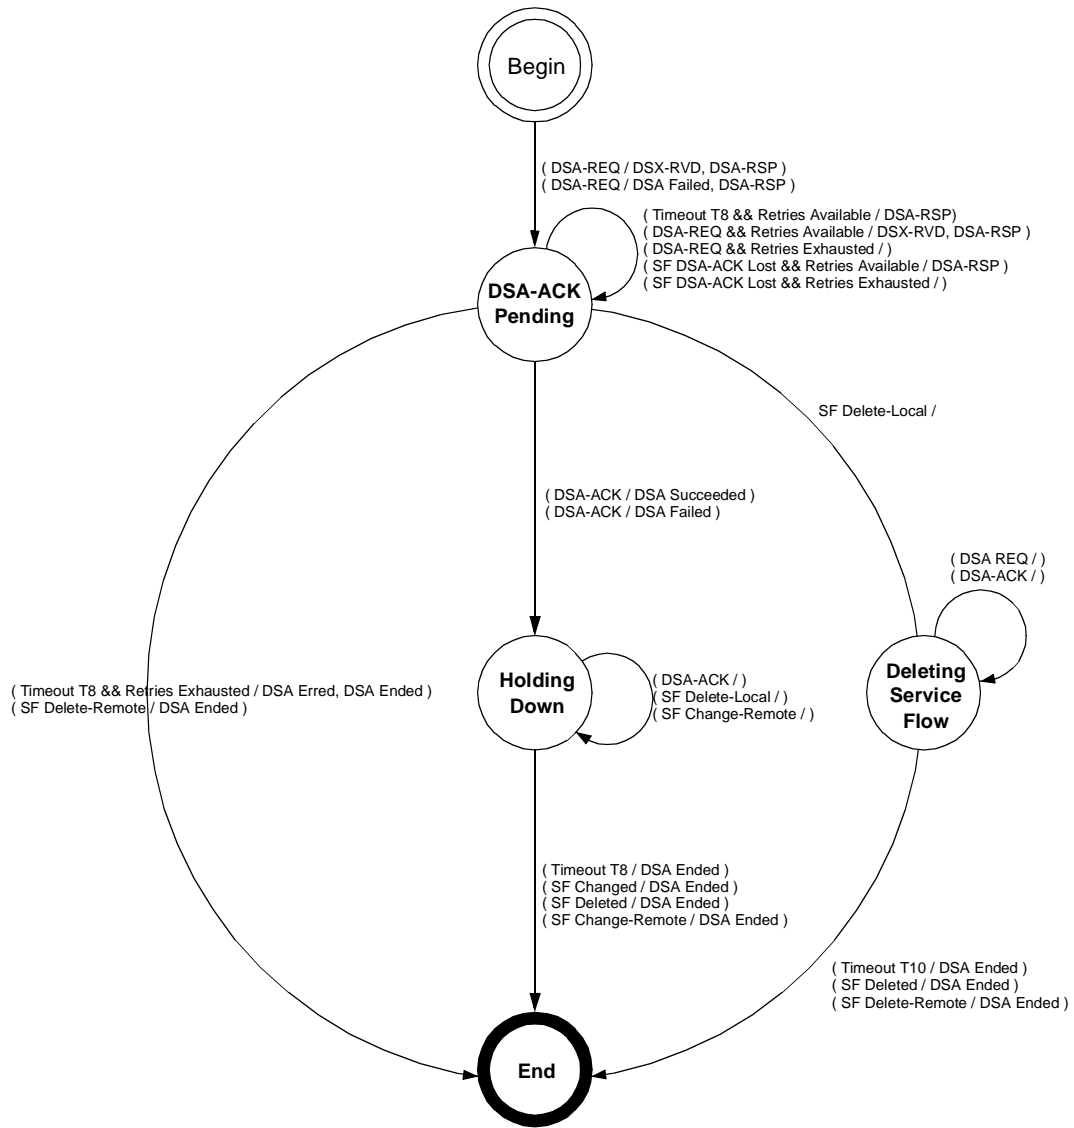 Begin
( DSA-REQ / DSX-RVD, DSA-RSP )
( DSA-REQ / DSA Failed, DSA-RSP )
( Timeout T8 && Retries Available / DSA-RSP)
( DSA-REQ && Retries Available / DSX-RVD, DSA-RSP )
( DSA-REQ && Retries Exhausted / )
( SF DSA-ACK Lost && Retries Available / DSA-RSP )
( SF DSA-ACK Lost && Retries Exhausted / )
DSA-ACK
Pending
SF Delete-Local /
( DSA-ACK / DSA Succeeded )
( DSA-ACK / DSA Failed )
( DSA REQ / )
( DSA-ACK / )
Holding
Down
( DSA-ACK / )
( SF Delete-Local / )
( SF Change-Remote / )
Deleting
Service
Flow
( Timeout T8 && Retries Exhausted / DSA Erred, DSA Ended )
( SF Delete-Remote / DSA Ended )
( Timeout T8 / DSA Ended )
( SF Changed / DSA Ended )
( SF Deleted / DSA Ended )
( SF Change-Remote / DSA Ended )
( Timeout T10 / DSA Ended )
( SF Deleted / DSA Ended )
( SF Delete-Remote / DSA Ended )
End